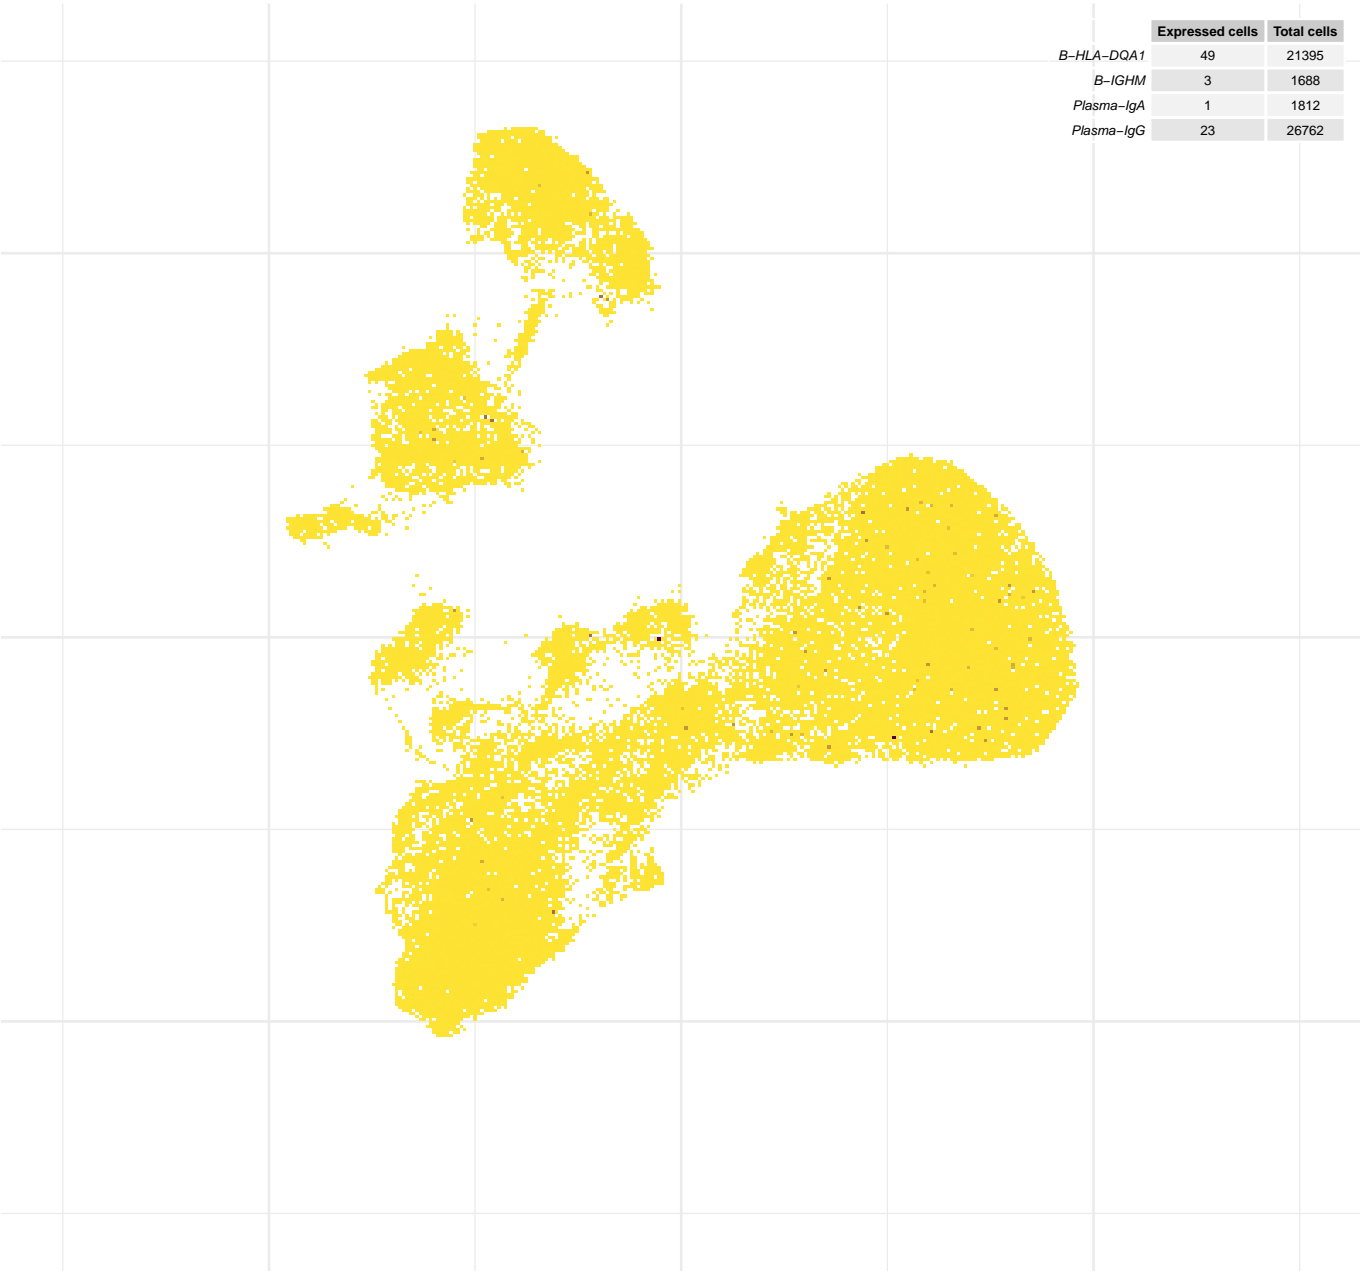 Expressed cells Total cells
B−HLA−DQA1 49 21395
B−IGHM 3 1688
Plasma−IgA 1 1812
Plasma−IgG 23 26762